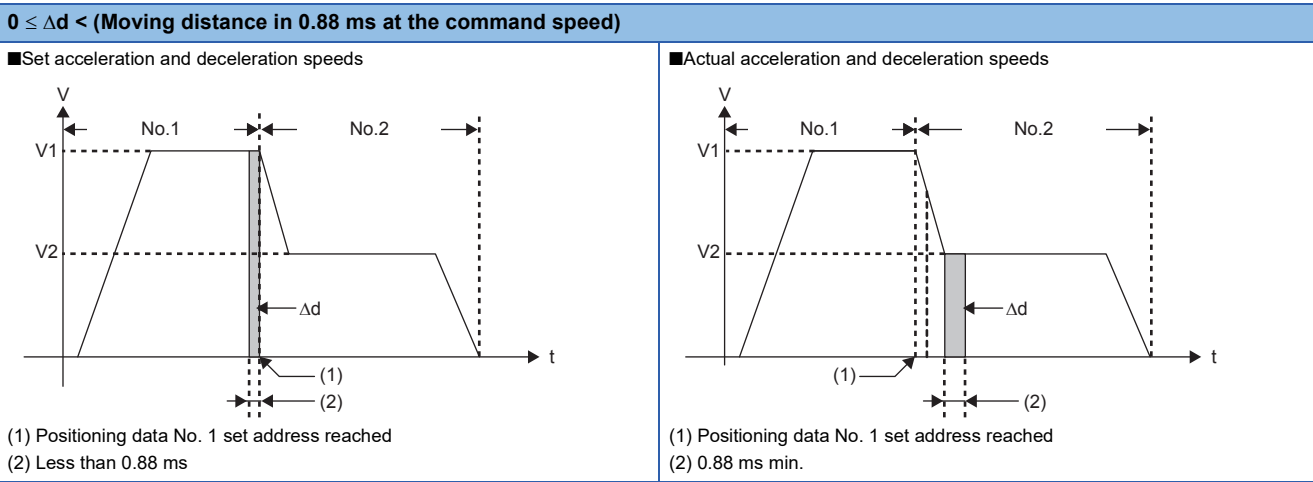 0 ≤ Δd < (Moving distance in 0.88 ms at the command speed)
■Set acceleration and deceleration speeds
V
No.1
No.2
V1
V2
Δd
t
(1)
(2)
(1) Positioning data No. 1 set address reached
(2) Less than 0.88 ms
■Actual acceleration and deceleration speeds
V
No.1
No.2
V1
V2
Δd
t
(1)
(2)
(1) Positioning data No. 1 set address reached
(2) 0.88 ms min.